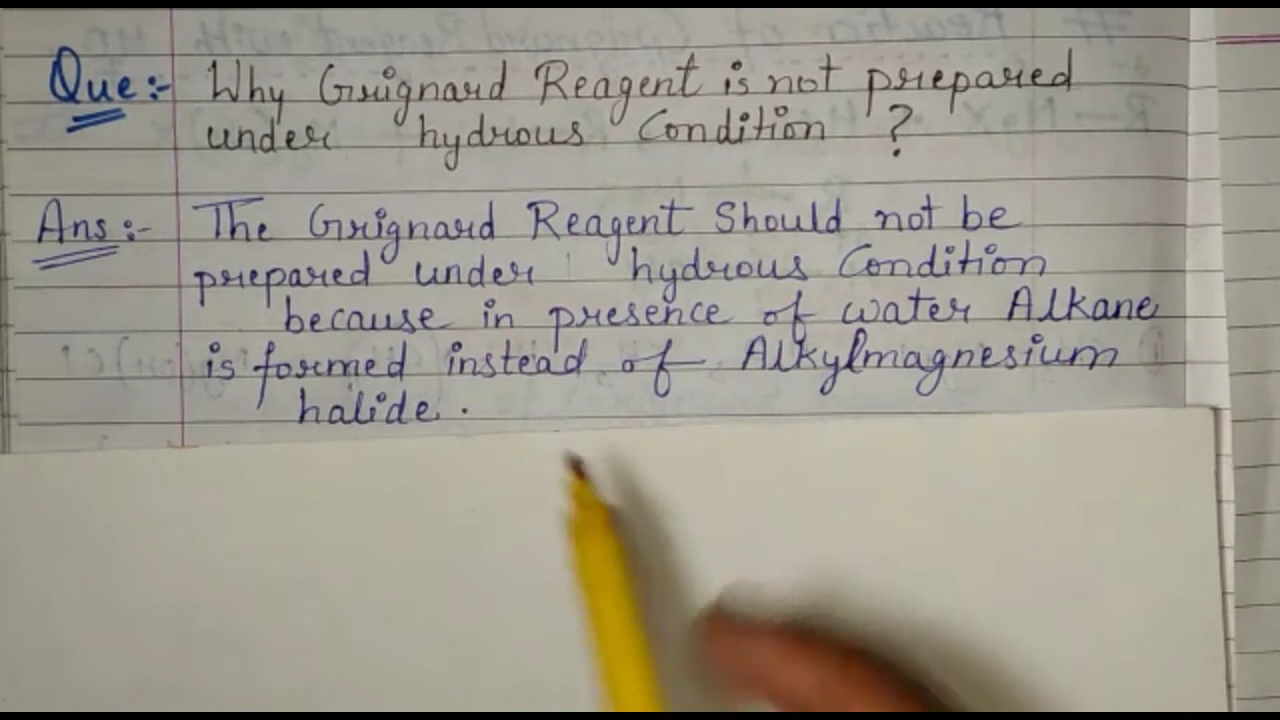 Que:- Why Grignard Reagent is not prepared
under hydrous Condition ?
Ans:- The Grignard Reagent Should not be
prepared under hydrous Condition
because in presence of water Alkane
is formed instead of Alkylmagnesium
halide.